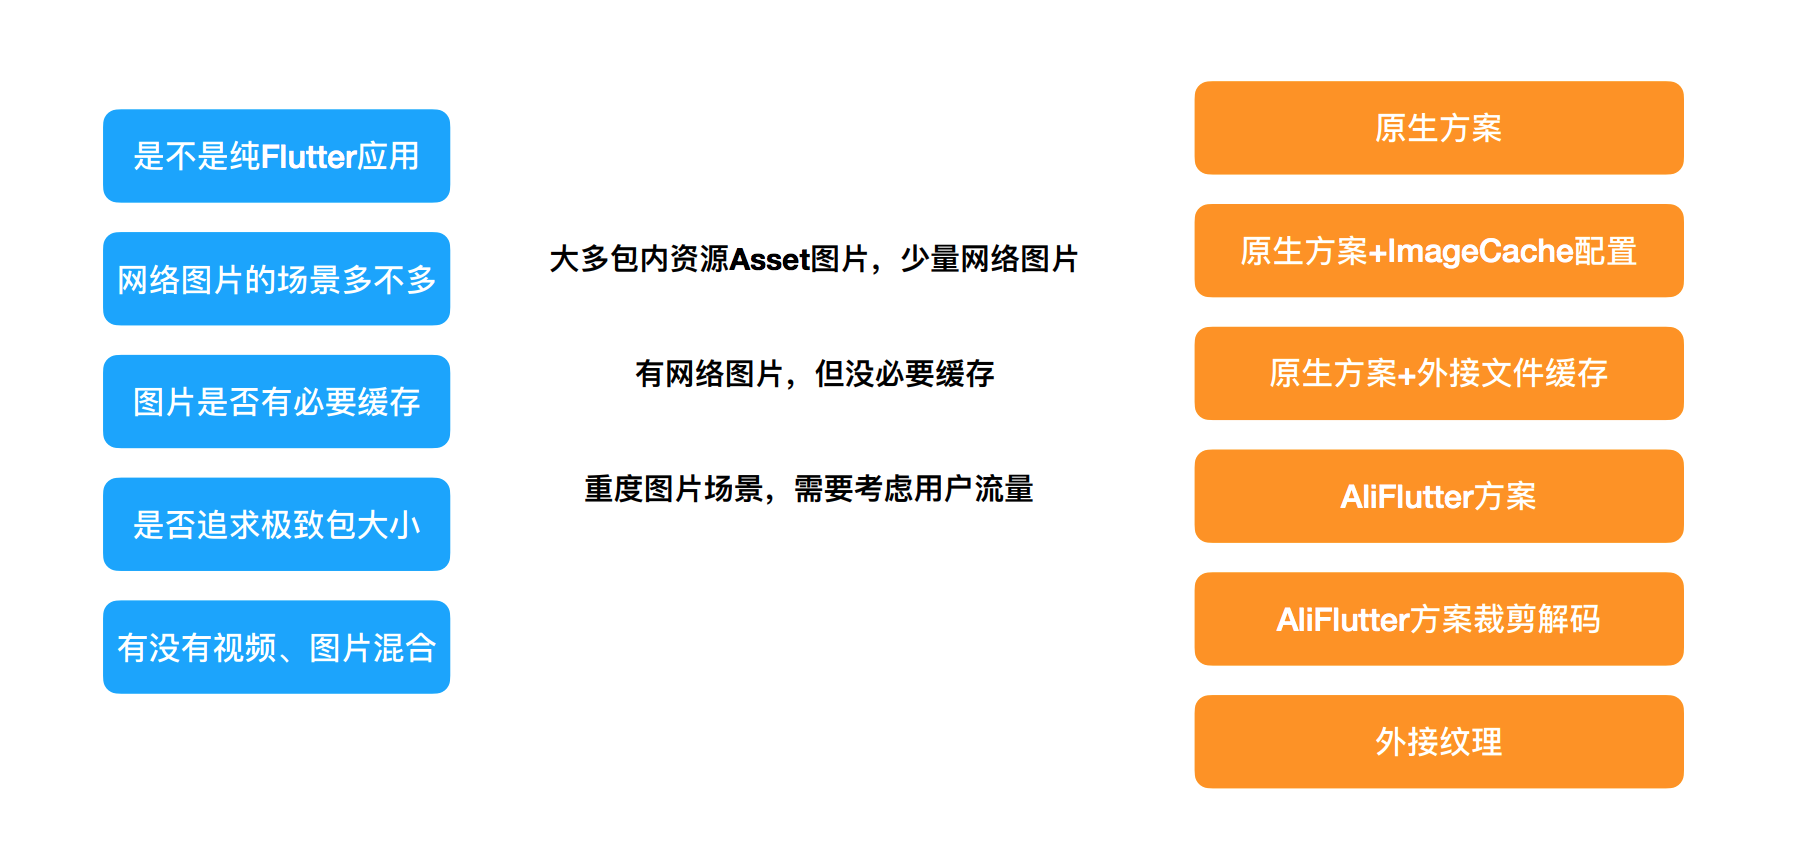 是不是纯Flutter应用
网络图片的场景多不多
图片是否有必要缓存
是否追求极致包大小
有没有视频、图片混合
大多包内资源Asset图片，少量网络图片
有网络图片，但没必要缓存
重度图片场景，需要考虑用户流量
原生方案
原生方案+ImageCache配置
原生方案+外接文件缓存
AliFlutter方案
AliFlutter方案裁剪解码
外接纹理